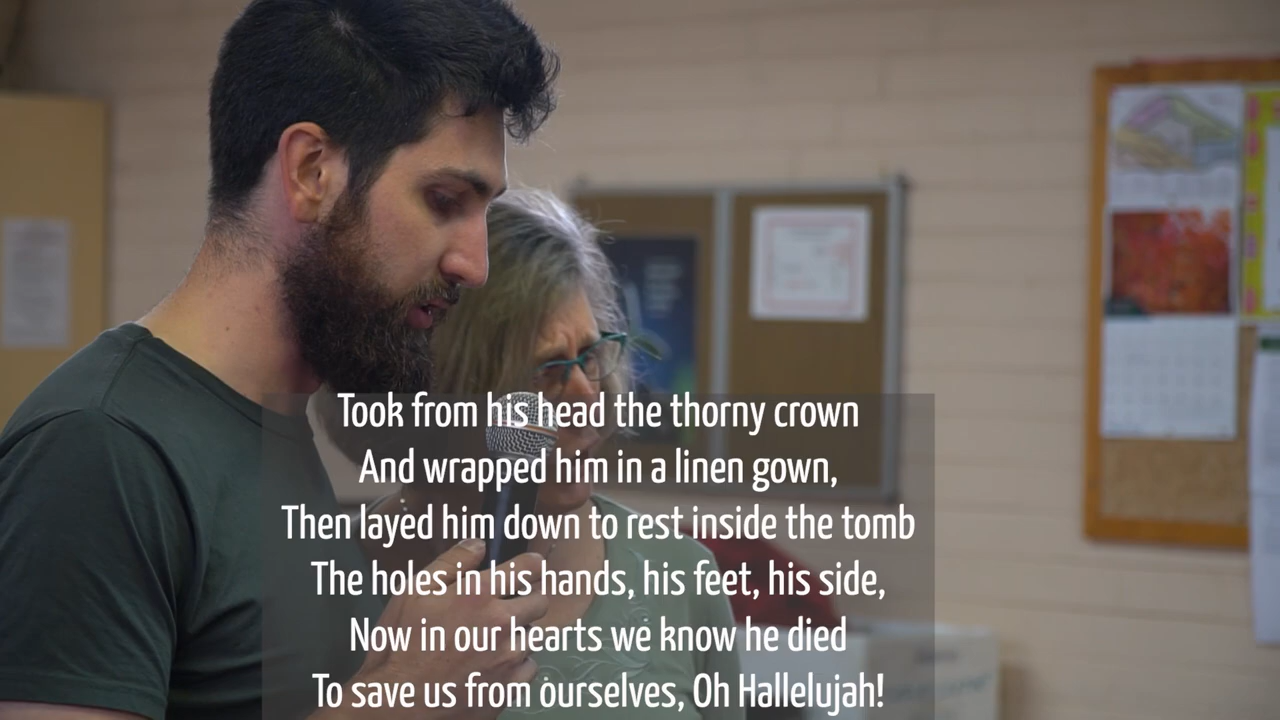 Took from his head the thorny crown
And wrapped him in a linen gown,
Then layed him down to rest inside the tomb
The holes in his hands, his feet, his side,
Now in our hearts we know he died
To save us from ourselves, Oh Hallelujah!